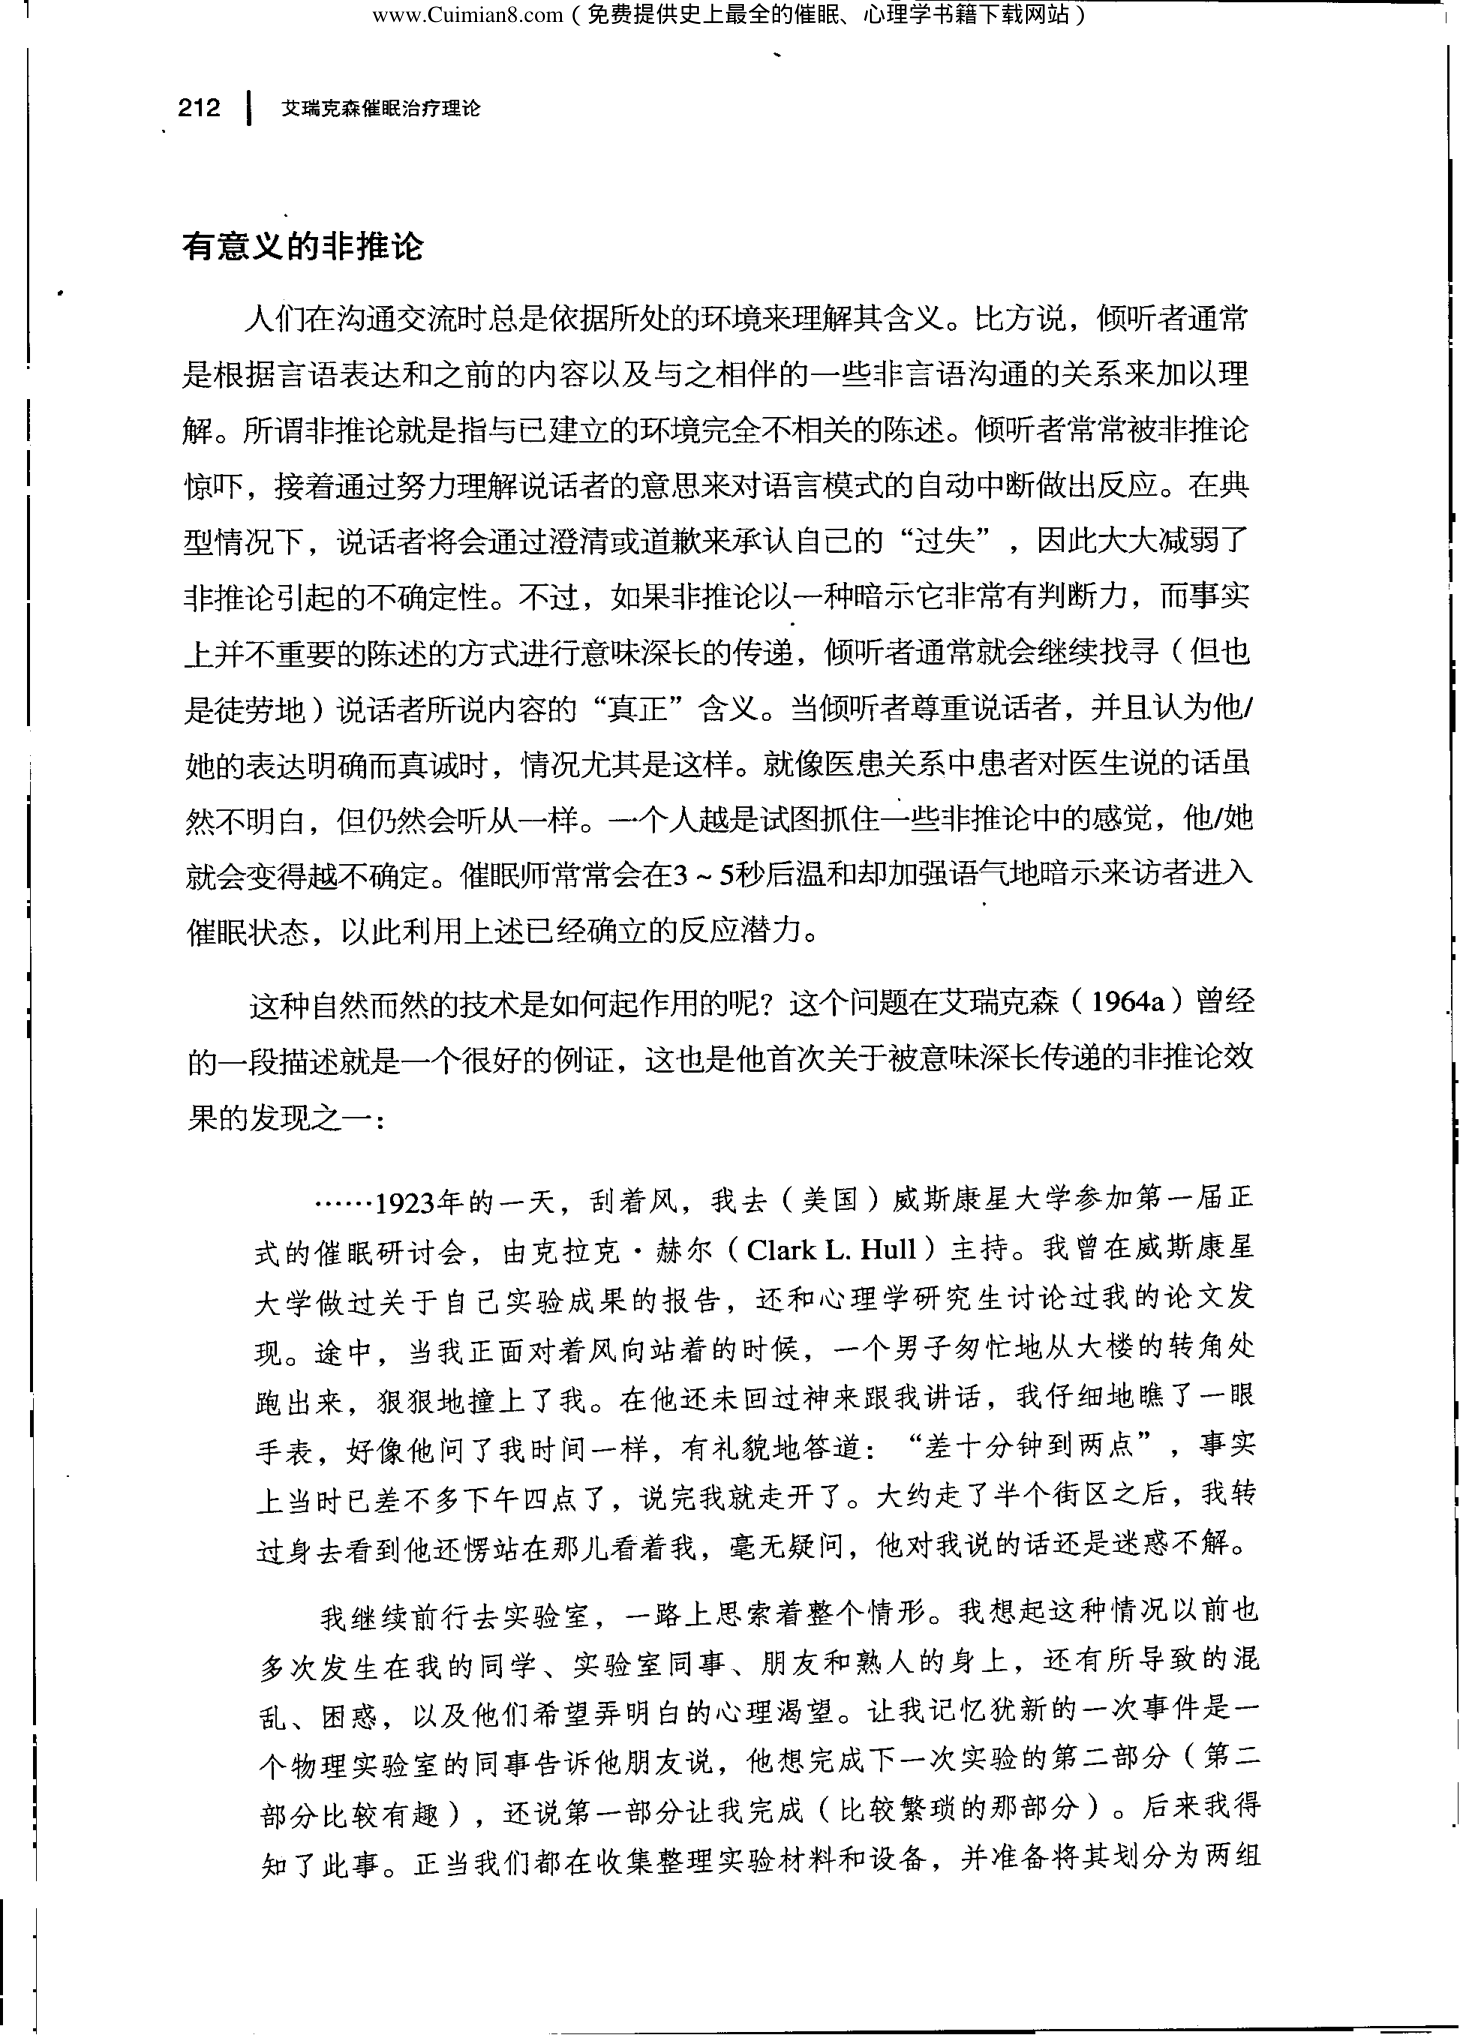 www.Cuimian8.com（免费提供史上最全的催眠、心理学书籍下载网站）
212 艾瑞克森催眠治疗理论
有意义的非推论
人们在沟通交流时总是依据所处的环境来理解其含义。比方说，倾听者通常
是根据言语表达和之前的内容以及与之相伴的一些非言语沟通的关系来加以理
解。所谓非推论就是指与已建立的环境完全不相关的陈述。倾听者常常被非推论
惊吓，接着通过努力理解说话者的意思来对语言模式的自动中断做出反应。在典
型情况下，说话者将会通过澄清或道歉来承认自己的“过失”，因此大大减弱了
非推论引起的不确定性。不过，如果非推论以一种暗示它非常有判断力，而事实
上并不重要的陈述的方式进行意味深长的传递，倾听者通常就会继续找寻（但也
是徒劳地）说话者所说内容的“真正”含义。当倾听者尊重说话者，并且认为他/
她的表达明确而真诚时，情况尤其是这样。就像医患关系中患者对医生说的话虽
然不明白，但仍然会听从一样。一个人越是试图抓住一些非推论中的感觉，他/她
就会变得越不确定。催眠师常常会在3～5秒后温和却加强语气地暗示来访者进入
催眠状态，以此利用上述已经确立的反应潜力。
这种自然而然的技术是如何起作用的呢？这个问题在艾瑞克森（1964a）曾经
的一段描述就是一个很好的例证，这也是他首次关于被意味深长传递的非推论效
果的发现之一：
……1923年的一天，刮着风，我去（美国）威斯康星大学参加第一届正
式的催眠研讨会，由克拉克·赫尔（Clark L. Hull）主持。我曾在威斯康星
大学做过关于自己实验成果的报告，还和心理学研究生讨论过我的论文发
现。途中，当我正面对着风向站着的时候，一个男子匆忙地从大楼的转角处
跑出来，狠狠地撞上了我。在他还未回过神来跟我讲话，我仔细地瞧了一眼
手表，好像他问了我时间一样，有礼貌地答道：“差十分钟到两点”，事实
上当时已差不多下午四点了，说完我就走开了。大约走了半个街区之后，我转
过身去看到他还愣站在那儿看着我，毫无疑问，他对我说的话还是迷惑不解。
我继续前行去实验室，一路上思索着整个情形。我想起这种情况以前也
多次发生在我的同学、实验室同事、朋友和熟人的身上，还有所导致的混
乱、困惑，以及他们希望弄明白的心理渴望。让我记忆犹新的一次事件是一
个物理实验室的同事告诉他朋友说，他想完成下一次实验的第二部分（第二
部分比较有趣），还说第一部分让我完成（比较繁琐的那部分）。后来我得
知了此事。正当我们都在收集整理实验材料和设备，并准备将其划分为两组